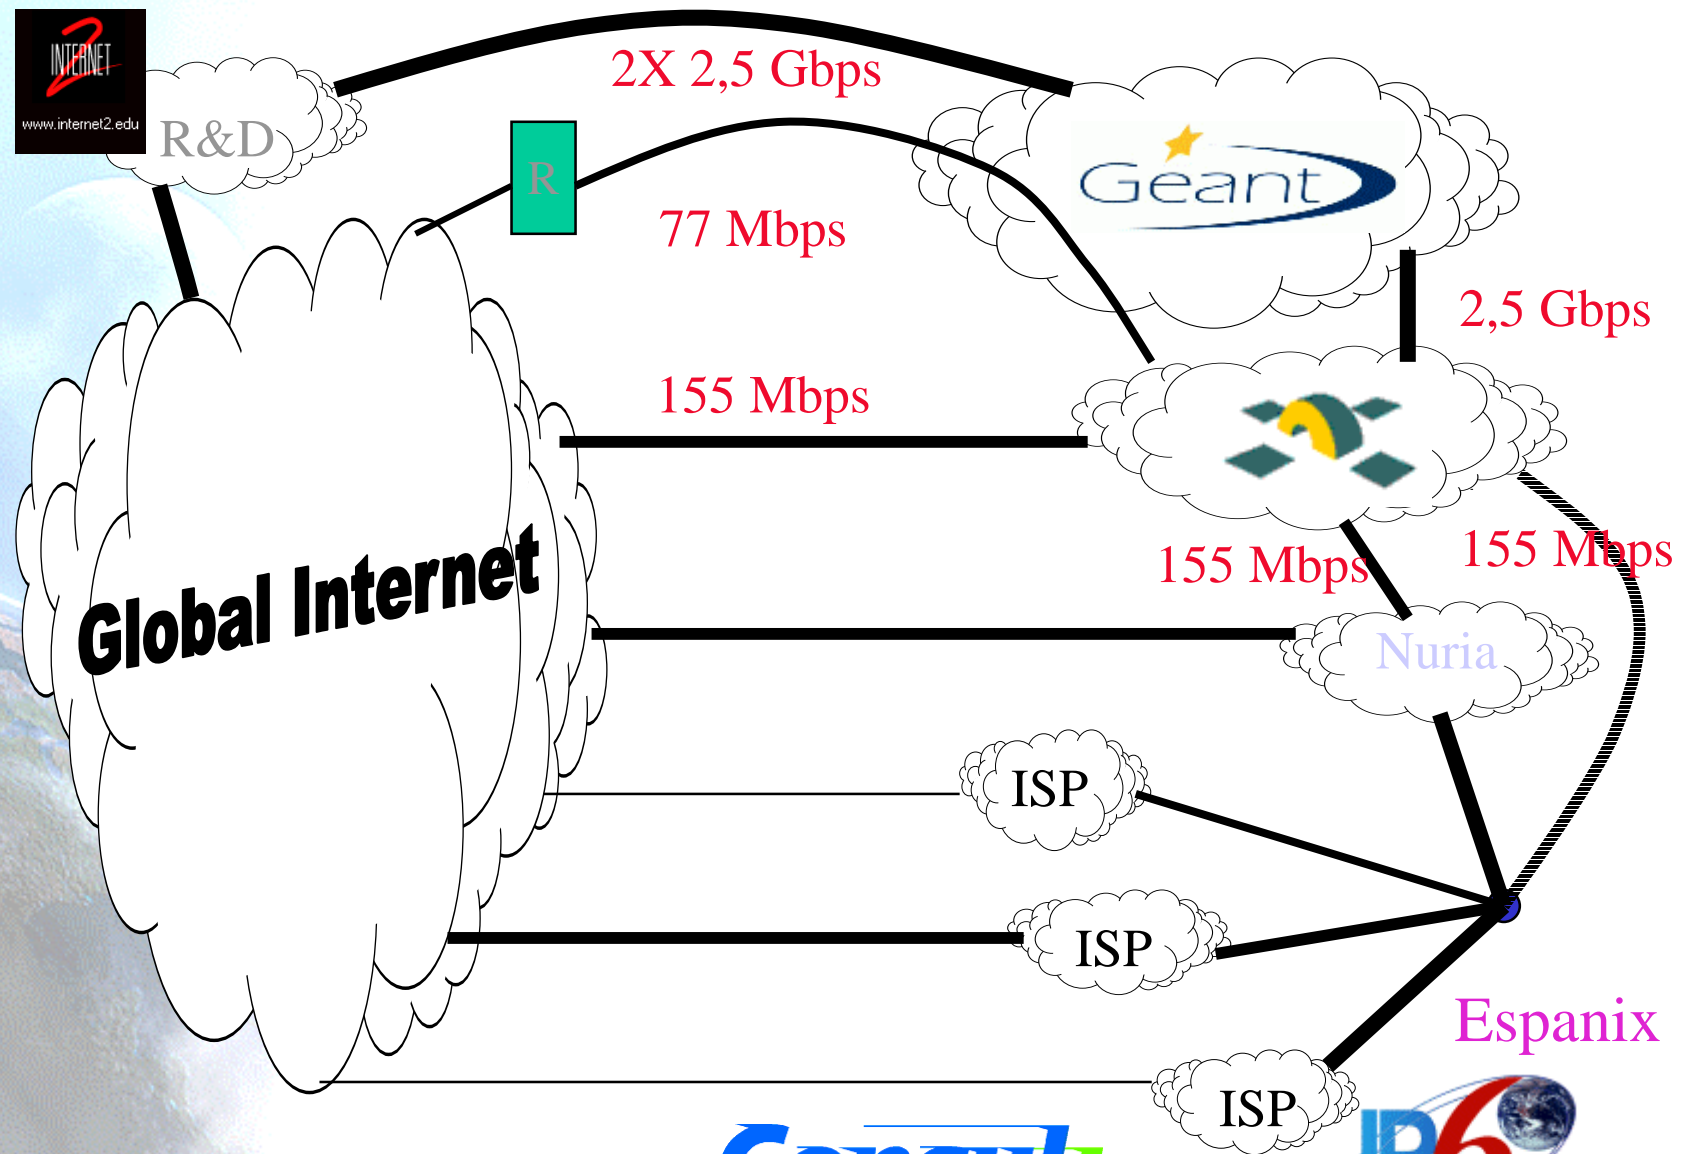 INTERNET
2
www.internet2.edu
R&D
2X 2,5 Gbps
R
Geant
77 Mbps
2,5 Gbps
155 Mbps
155 Mbps
155 Mbps
Global Internet
Nuria
ISP
ISP
Espanix
ISP